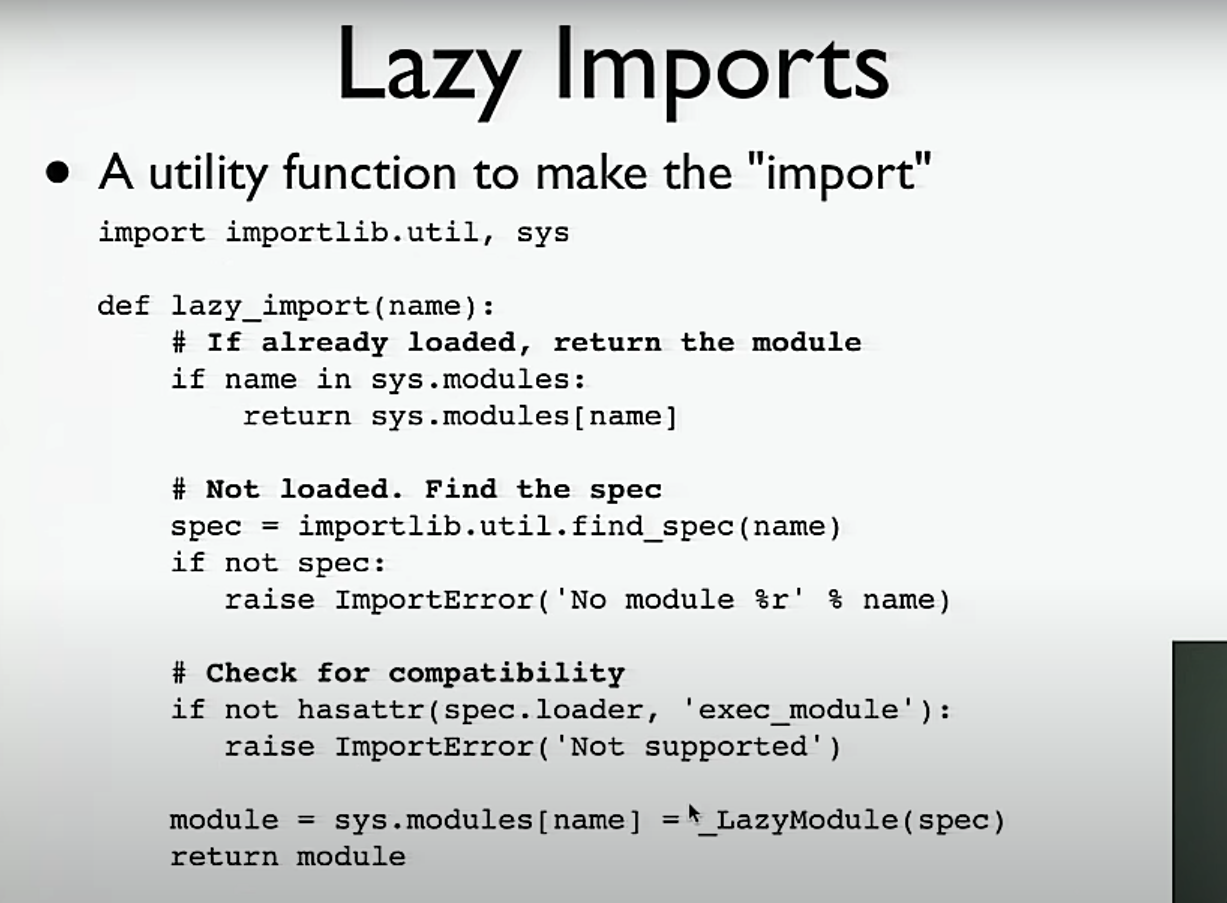 Lazy Imports
• A utility function to make the "import"
import importlib.util, sys
def lazy_import(name):
# If already loaded, return the module
if name in sys.modules:
return sys.modules[name]
# Not loaded. Find the spec
spec = importlib.util.find_spec(name)
if not spec:
raise ImportError('No module %r' % name)
# Check for compatibility
if not hasattr(spec.loader, 'exec_module'):
raise ImportError('Not supported')
module = sys.modules[name] = _LazyModule(spec)
return module